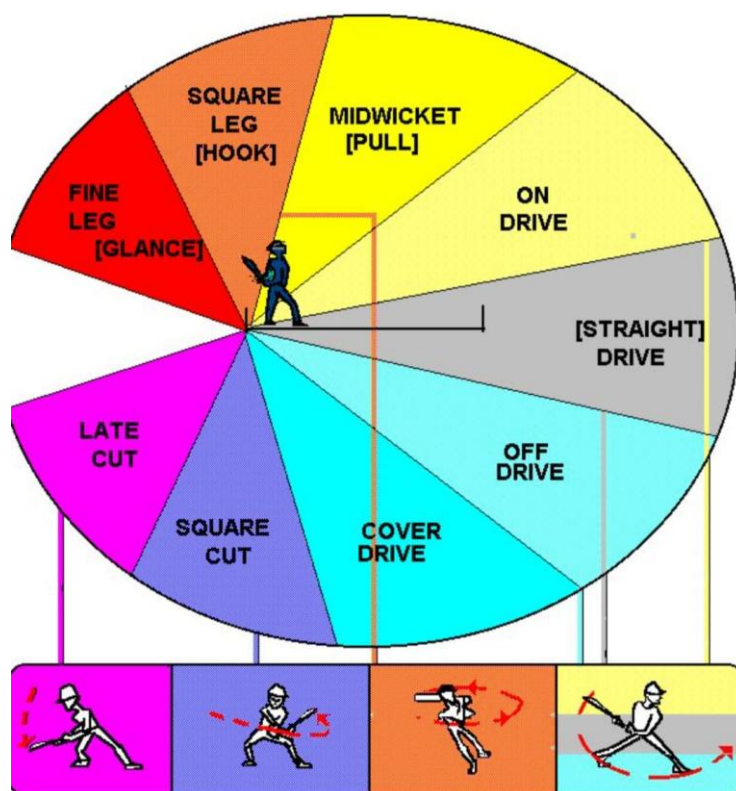 SQUARE
LEG
[HOOK]
MIDWICKET
[PULL]
FINE
LEG
[GLANCE]
ON
DRIVE
[STRAIGHT]
DRIVE
LATE
CUT
SQUARE
CUT
COVER
DRIVE
OFF
DRIVE